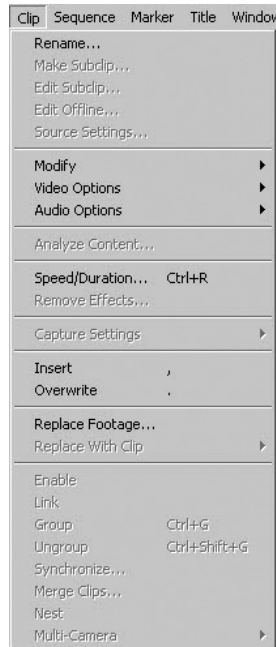 Clip Sequence Marker Title Window
Rename...
Make Subclip...
Edit Subclip...
Edit Offline...
Source Settings...
Modify
Video Options
Audio Options
Analyze Content...
Speed/Duration... Ctrl+R
Remove Effects...
Capture Settings
Insert ,
Overwrite .
Replace Footage...
Replace With Clip
Enable
Link
Group Ctrl+G
Ungroup Ctrl+Shift+G
Synchronize...
Merge Clips...
Nest
Multi-Camera